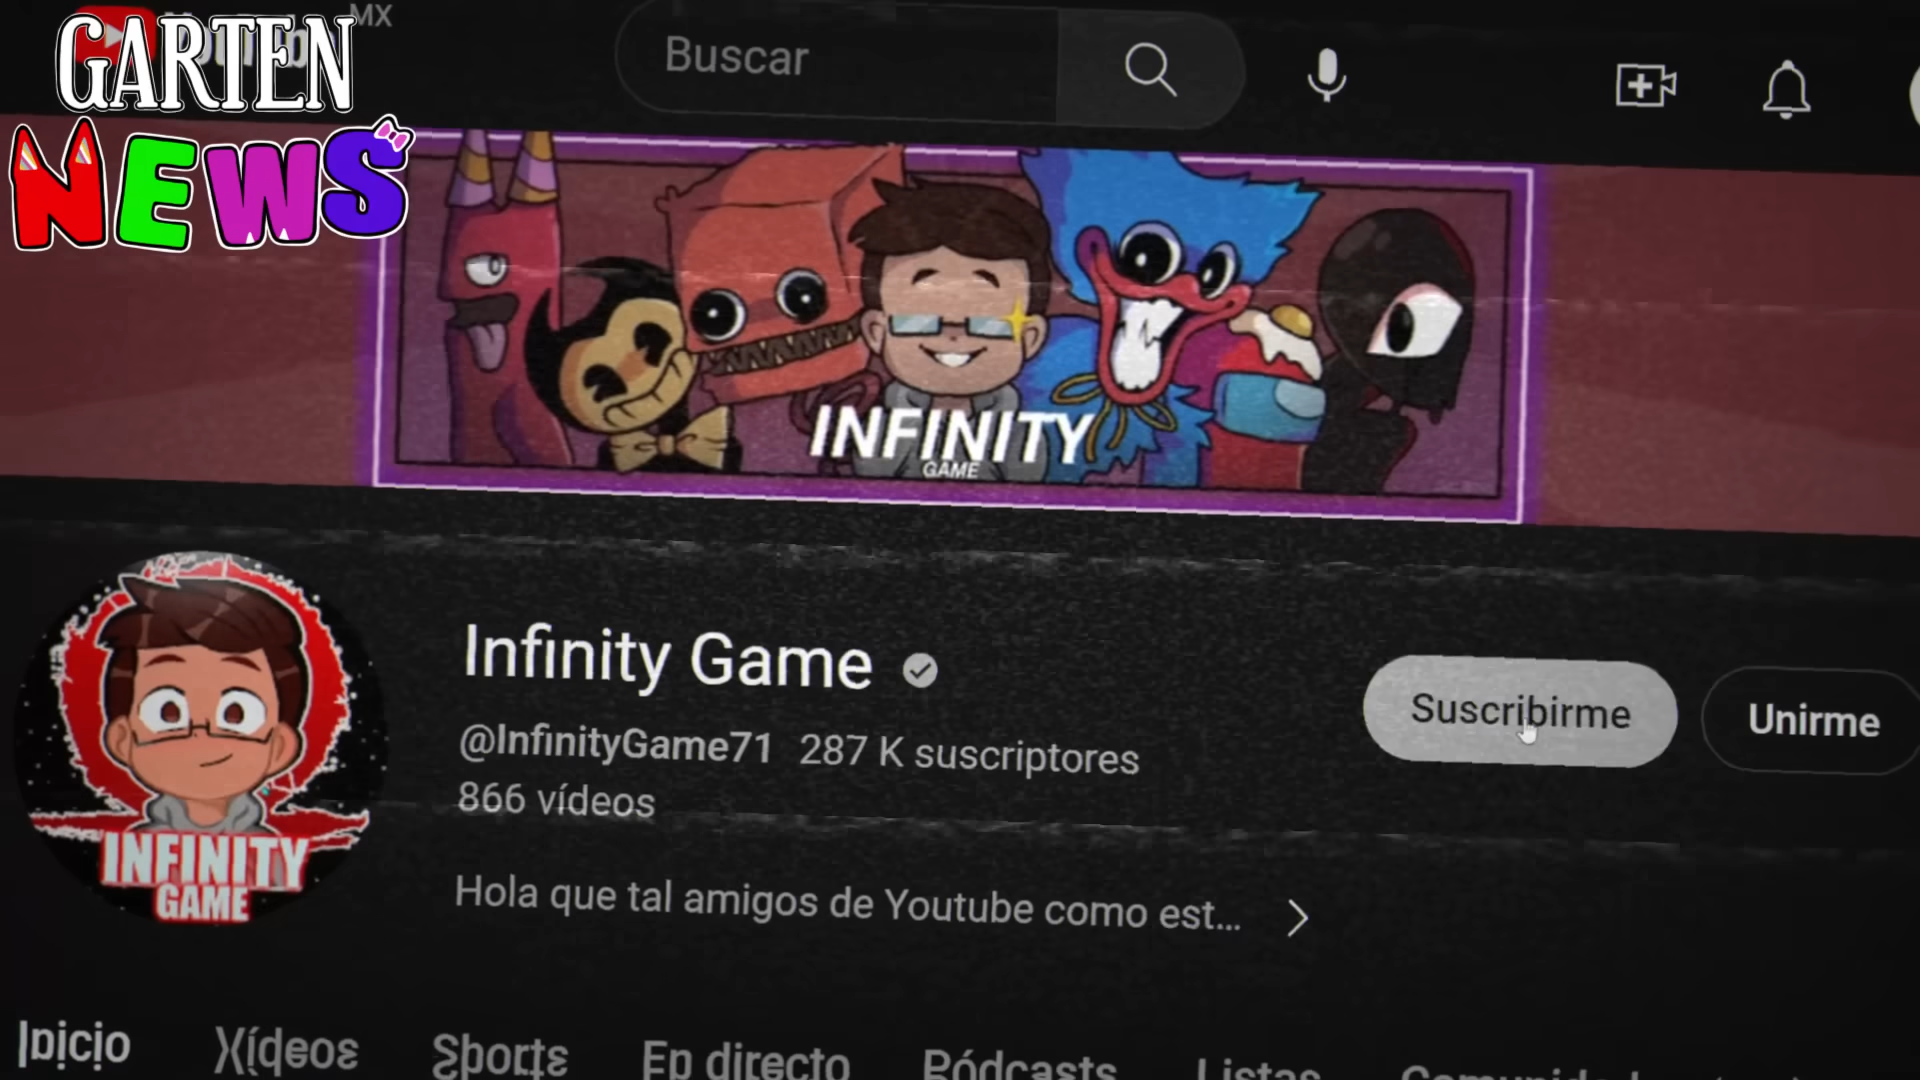 MX
GARTEN
NEWS
Buscar
INFINITY
GAME
Infinity Game
@InfinityGame71 287 K suscriptores
866 vídeos
Suscribirme
Unirme
Hola que tal amigos de Youtube como est...
INFINITY
GAME
Inicio Vídeos Shorts En directo Pódcasts Listas